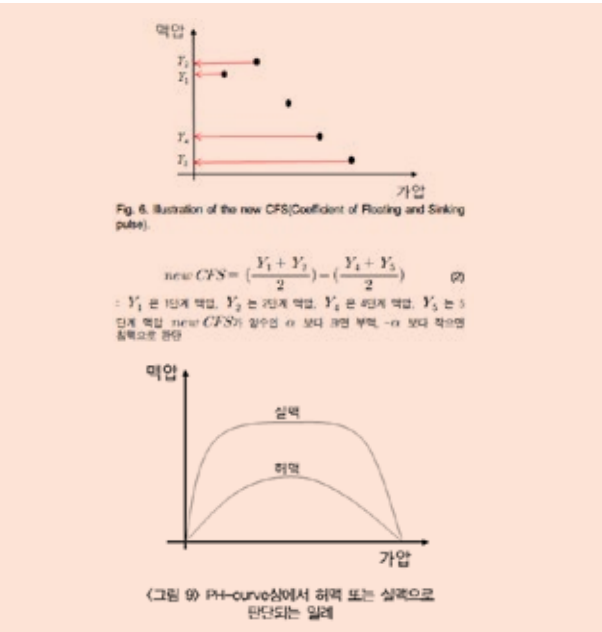 맥압
Y₂
Y₁
Y₄
Y₅
가압
Fig. 6. Illustration of the new CFS(Coefficient of Floating and Sinking
pulse).
new CFS = (Y₁ + Y₂ / 2) − (Y₄ + Y₅ / 2) (2)
: Y₁ 은 1단계 맥압, Y₂ 는 2단계 맥압, Y₄ 은 4단계 맥압, Y₅ 는 5
단계 맥압 new CFS가 양수인 α 보다 크면 부맥, -α 보다 작으면
침맥으로 판단
맥압
실맥
허맥
가압
〈그림 9〉 PH-curve상에서 허맥 또는 실맥으로
판단되는 일례